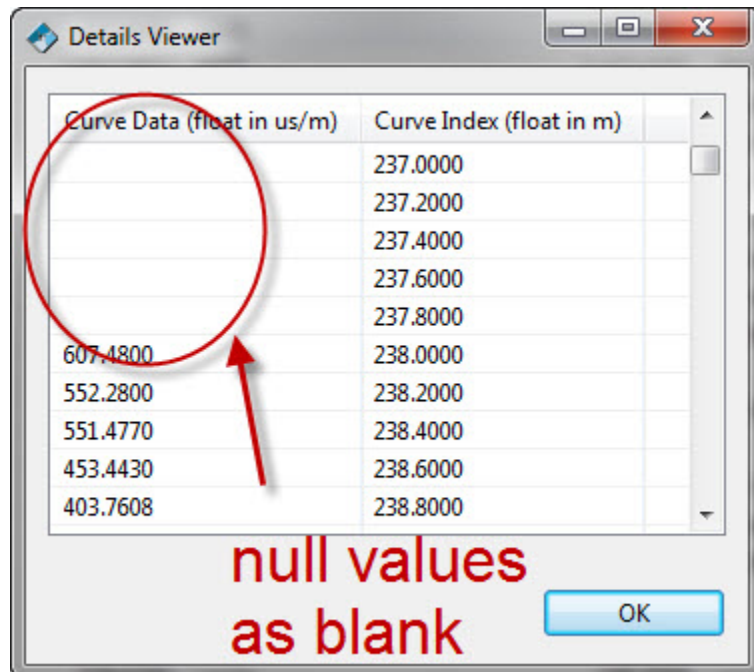 Details Viewer
Curve Data (float in us/m) Curve Index (float in m)
237.0000
237.2000
237.4000
237.6000
237.8000
607.4800 238.0000
552.2800 238.2000
551.4770 238.4000
453.4430 238.6000
403.7608 238.8000
null values
as blank
OK